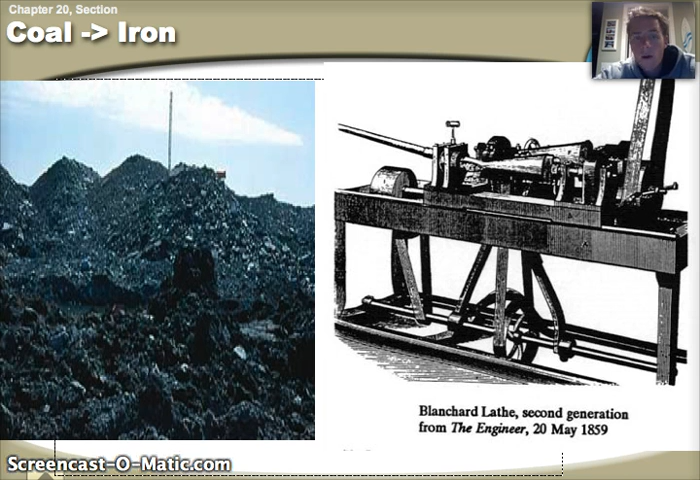 Chapter 20, Section
Coal -> Iron
Blanchard Lathe, second generation
from The Engineer, 20 May 1859
Screencast-O-Matic.com